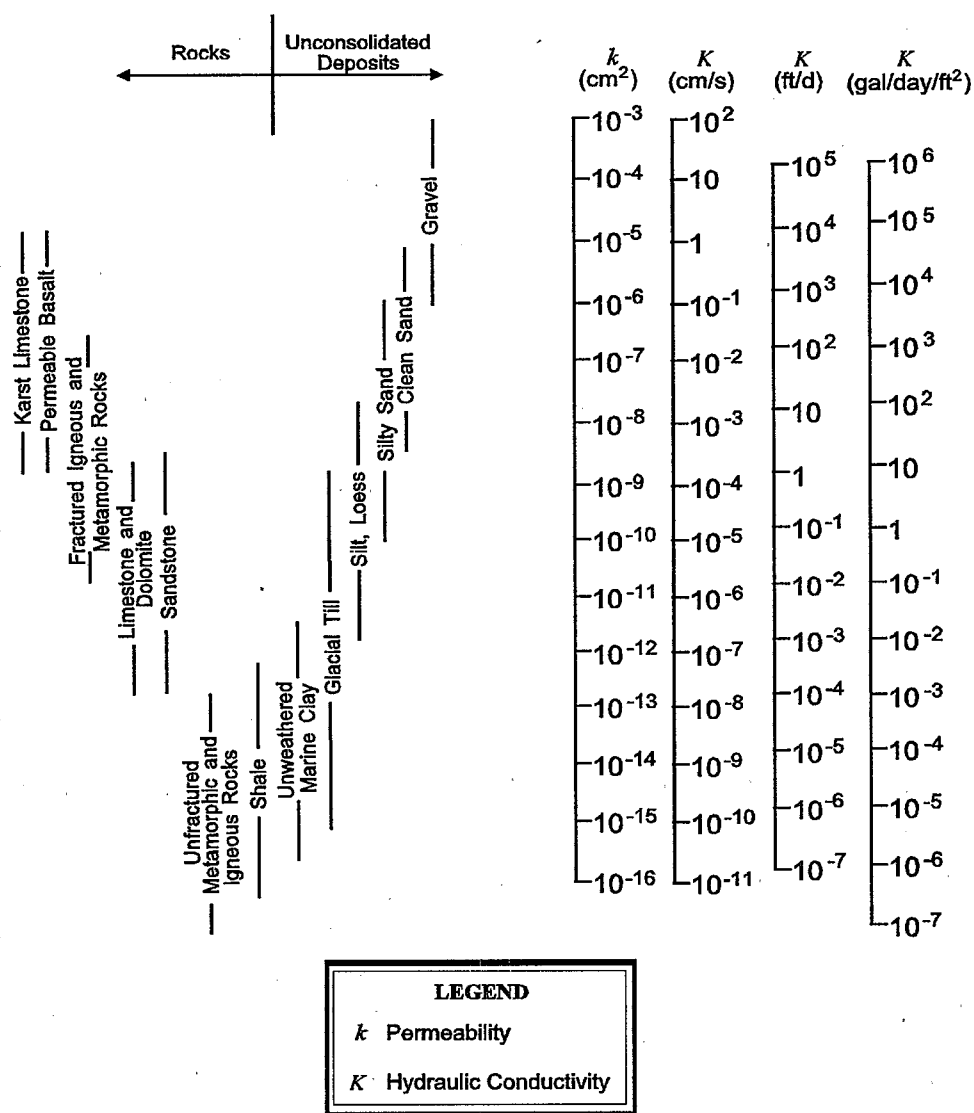 Rocks
Unconsolidated
Deposits
Karst Limestone
Permeable Basalt
Fractured Igneous and
Metamorphic Rocks
Limestone and
Dolomite
Sandstone
Unfractured
Metamorphic and
Igneous Rocks
Shale
Unweathered
Marine Clay
Glacial Till
Silt, Loess
Silty Sand
Clean Sand
Gravel
k
(cm²)
10⁻³
10⁻⁴
10⁻⁵
10⁻⁶
10⁻⁷
10⁻⁸
10⁻⁹
10⁻¹⁰
10⁻¹¹
10⁻¹²
10⁻¹³
10⁻¹⁴
10⁻¹⁵
10⁻¹⁶
K
(cm/s)
10²
10
1
10⁻¹
10⁻²
10⁻³
10⁻⁴
10⁻⁵
10⁻⁶
10⁻⁷
10⁻⁸
10⁻⁹
10⁻¹⁰
10⁻¹¹
K
(ft/d)
10⁵
10⁴
10³
10²
10
1
10⁻¹
10⁻²
10⁻³
10⁻⁴
10⁻⁵
10⁻⁶
10⁻⁷
K
(gal/day/ft²)
10⁶
10⁵
10⁴
10³
10²
10
1
10⁻¹
10⁻²
10⁻³
10⁻⁴
10⁻⁵
10⁻⁶
10⁻⁷
LEGEND
k Permeability
K Hydraulic Conductivity